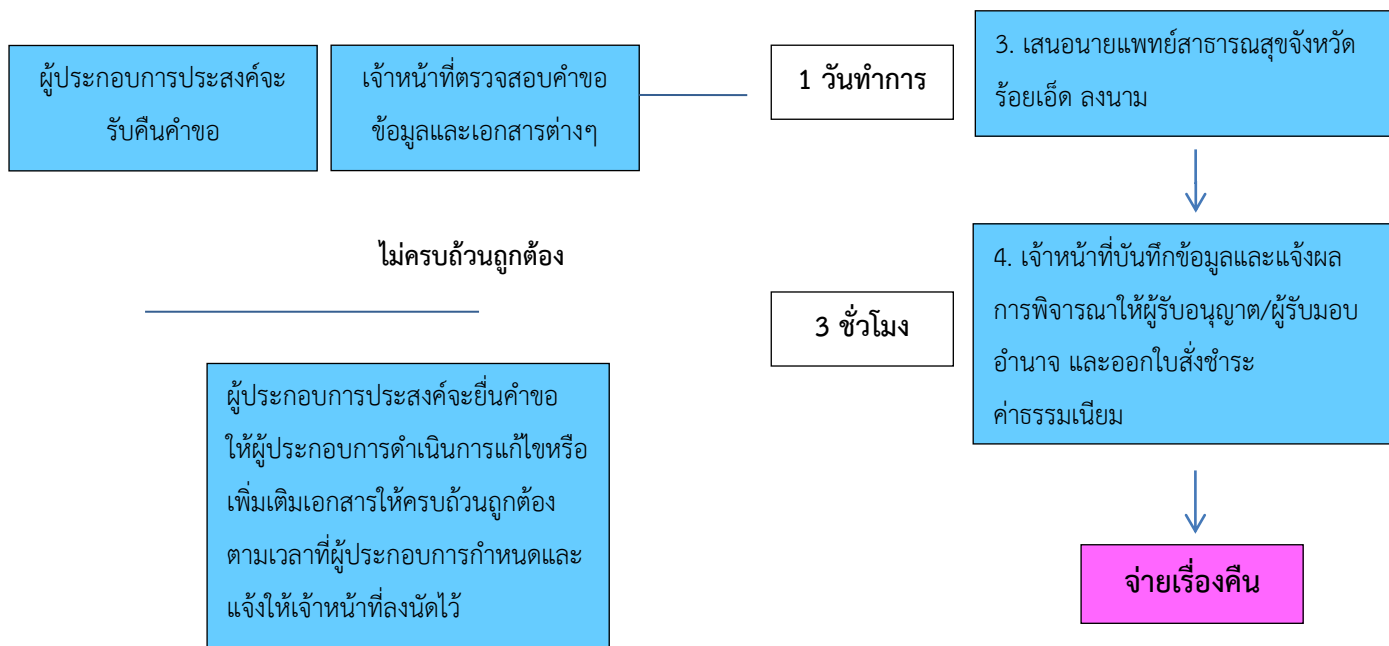 ผู้ประกอบการประสงค์จะ
รับคืนคำขอ
เจ้าหน้าที่ตรวจสอบคำขอ
ข้อมูลและเอกสารต่างๆ
1 วันทำการ
3. เสนอนายแพทย์สาธารณสุขจังหวัด
ร้อยเอ็ด ลงนาม
ไม่ครบถ้วนถูกต้อง
3 ชั่วโมง
4. เจ้าหน้าที่บันทึกข้อมูลและแจ้งผล
การพิจารณาให้ผู้รับอนุญาต/ผู้รับมอบ
อำนาจ และออกใบสั่งชำระ
ค่าธรรมเนียม
ผู้ประกอบการประสงค์จะยื่นคำขอ
ให้ผู้ประกอบการดำเนินการแก้ไขหรือ
เพิ่มเติมเอกสารให้ครบถ้วนถูกต้อง
ตามเวลาที่ผู้ประกอบการกำหนดและ
แจ้งให้เจ้าหน้าที่ลงนัดไว้
จ่ายเรื่องคืน